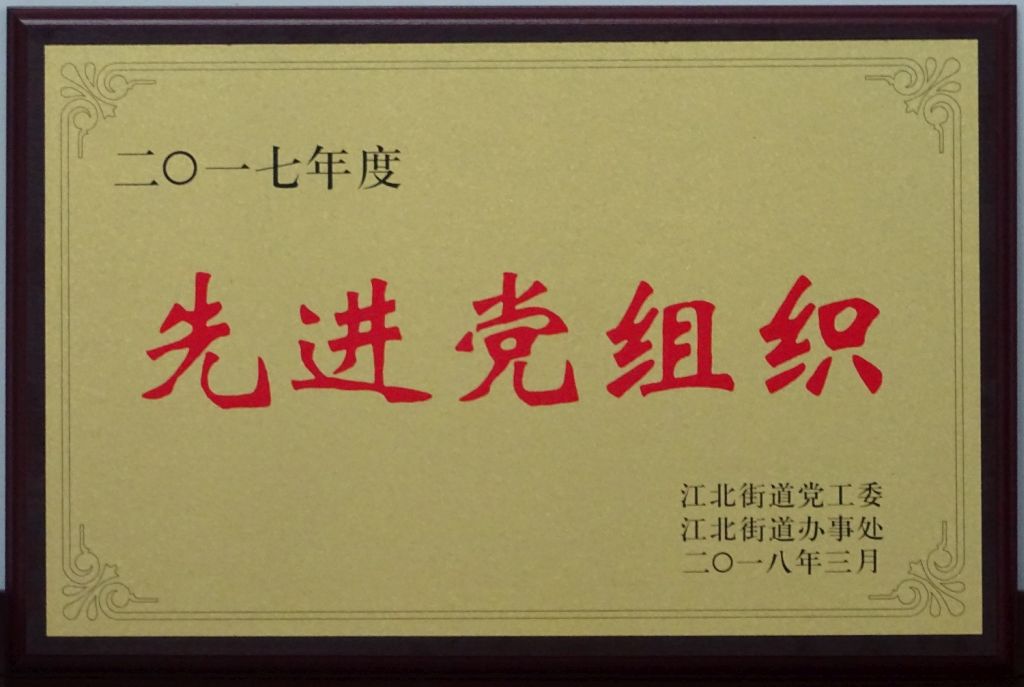 二〇一七年度
先进党组织
江北街道党工委
江北街道办事处
二〇一八年三月